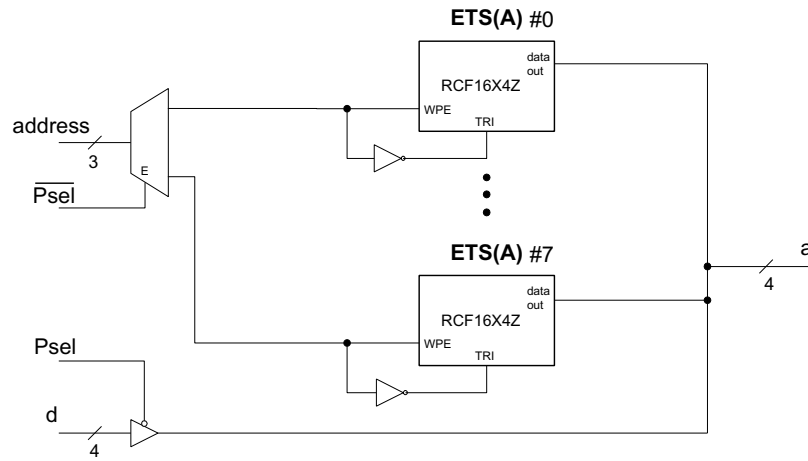 ETS(A) #0
data
out
RCF16X4Z
WPE
TRI
address
3
E
Psel
ETS(A) #7
data
out
RCF16X4Z
WPE
TRI
a
4
Psel
d
4